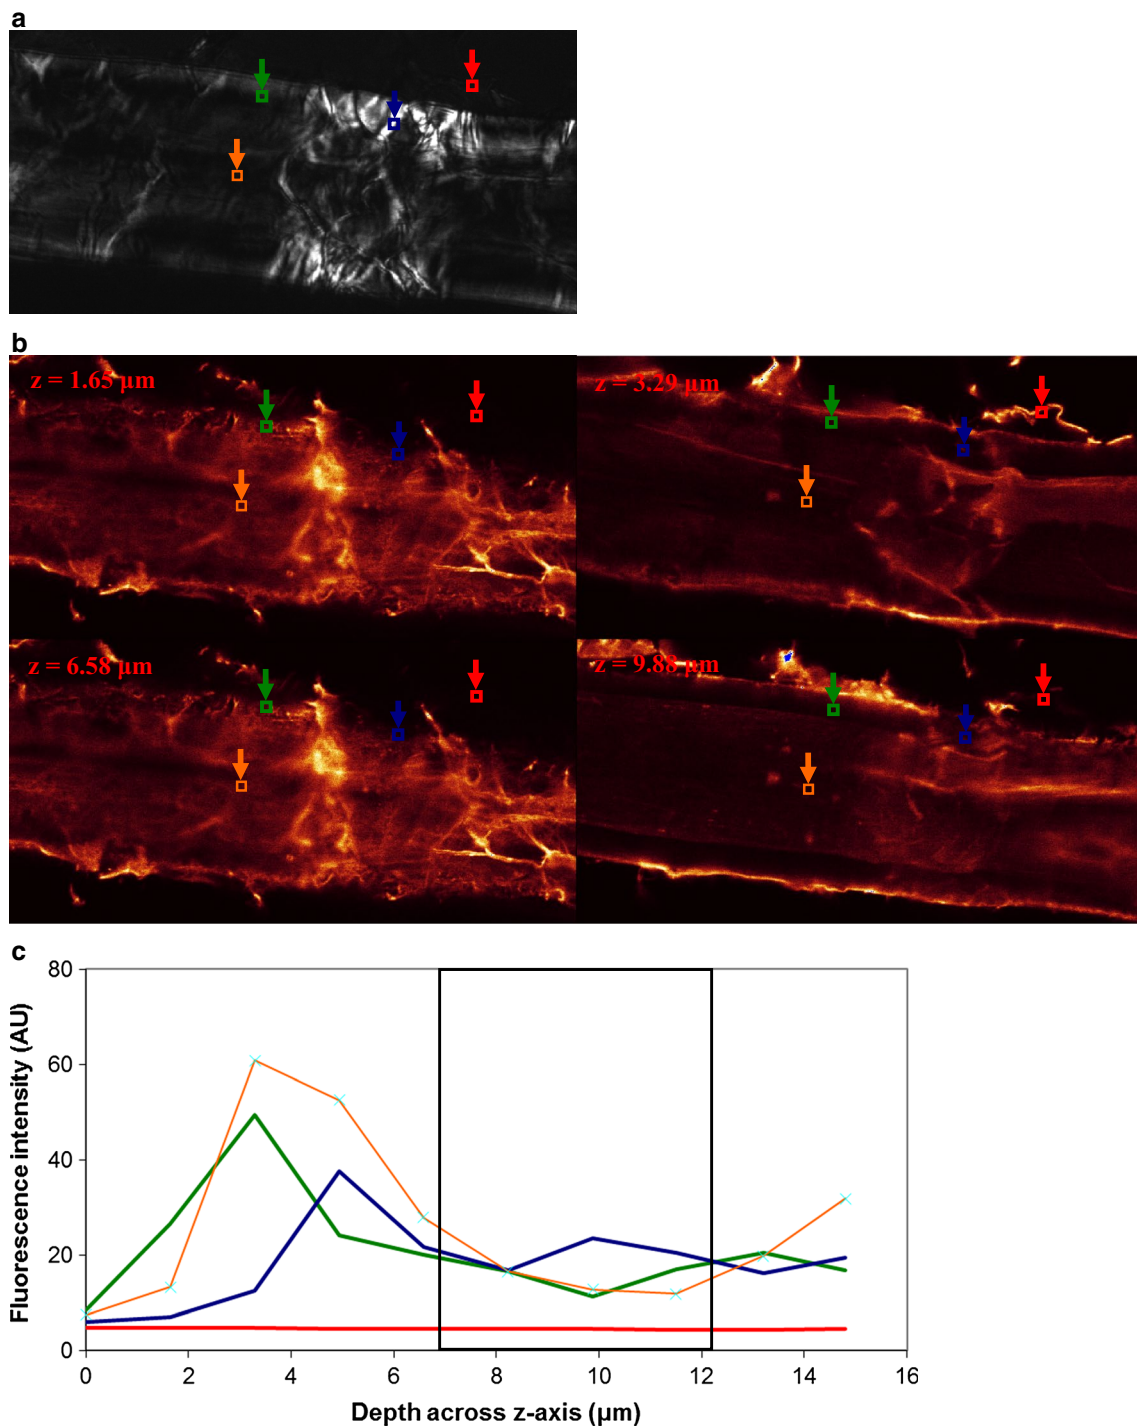 a
b
z = 1.65 µm
z = 3.29 µm
z = 6.58 µm
z = 9.88 µm
c
80
60
40
20
0
Fluorescence intensity (AU)
0 2 4 6 8 10 12 14 16
Depth across z-axis (µm)